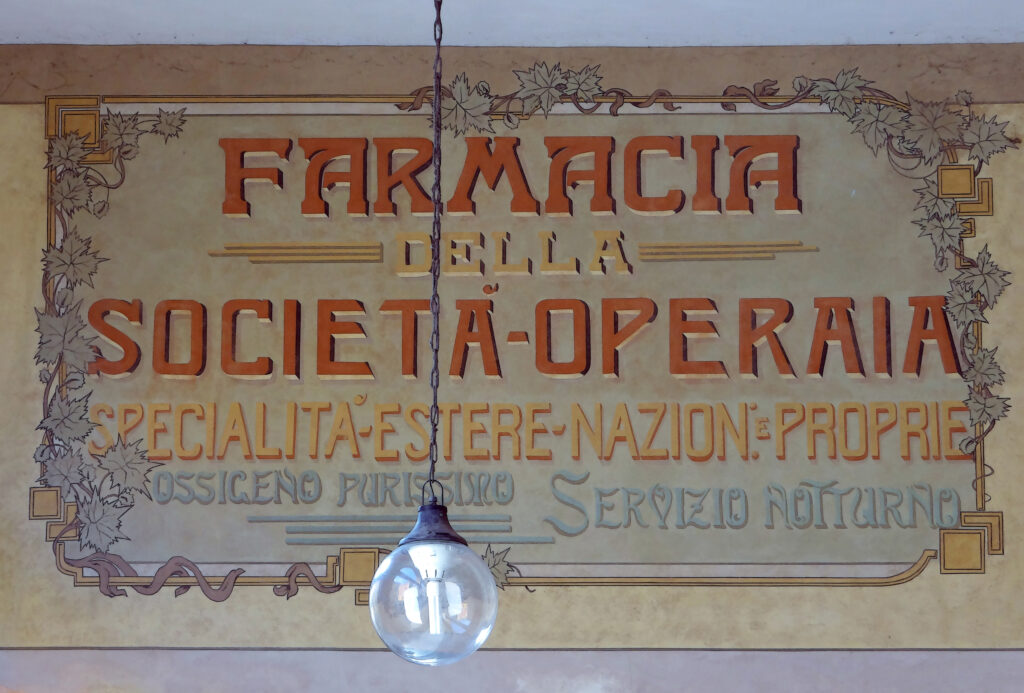 FARMACIA
DELLA
SOCIETÀ-OPERAIA
SPECIALITÀ-ESTERE-NAZION.E PROPRIE
OSSIGENO PURISSIMO SERVIZIO NOTTURNO